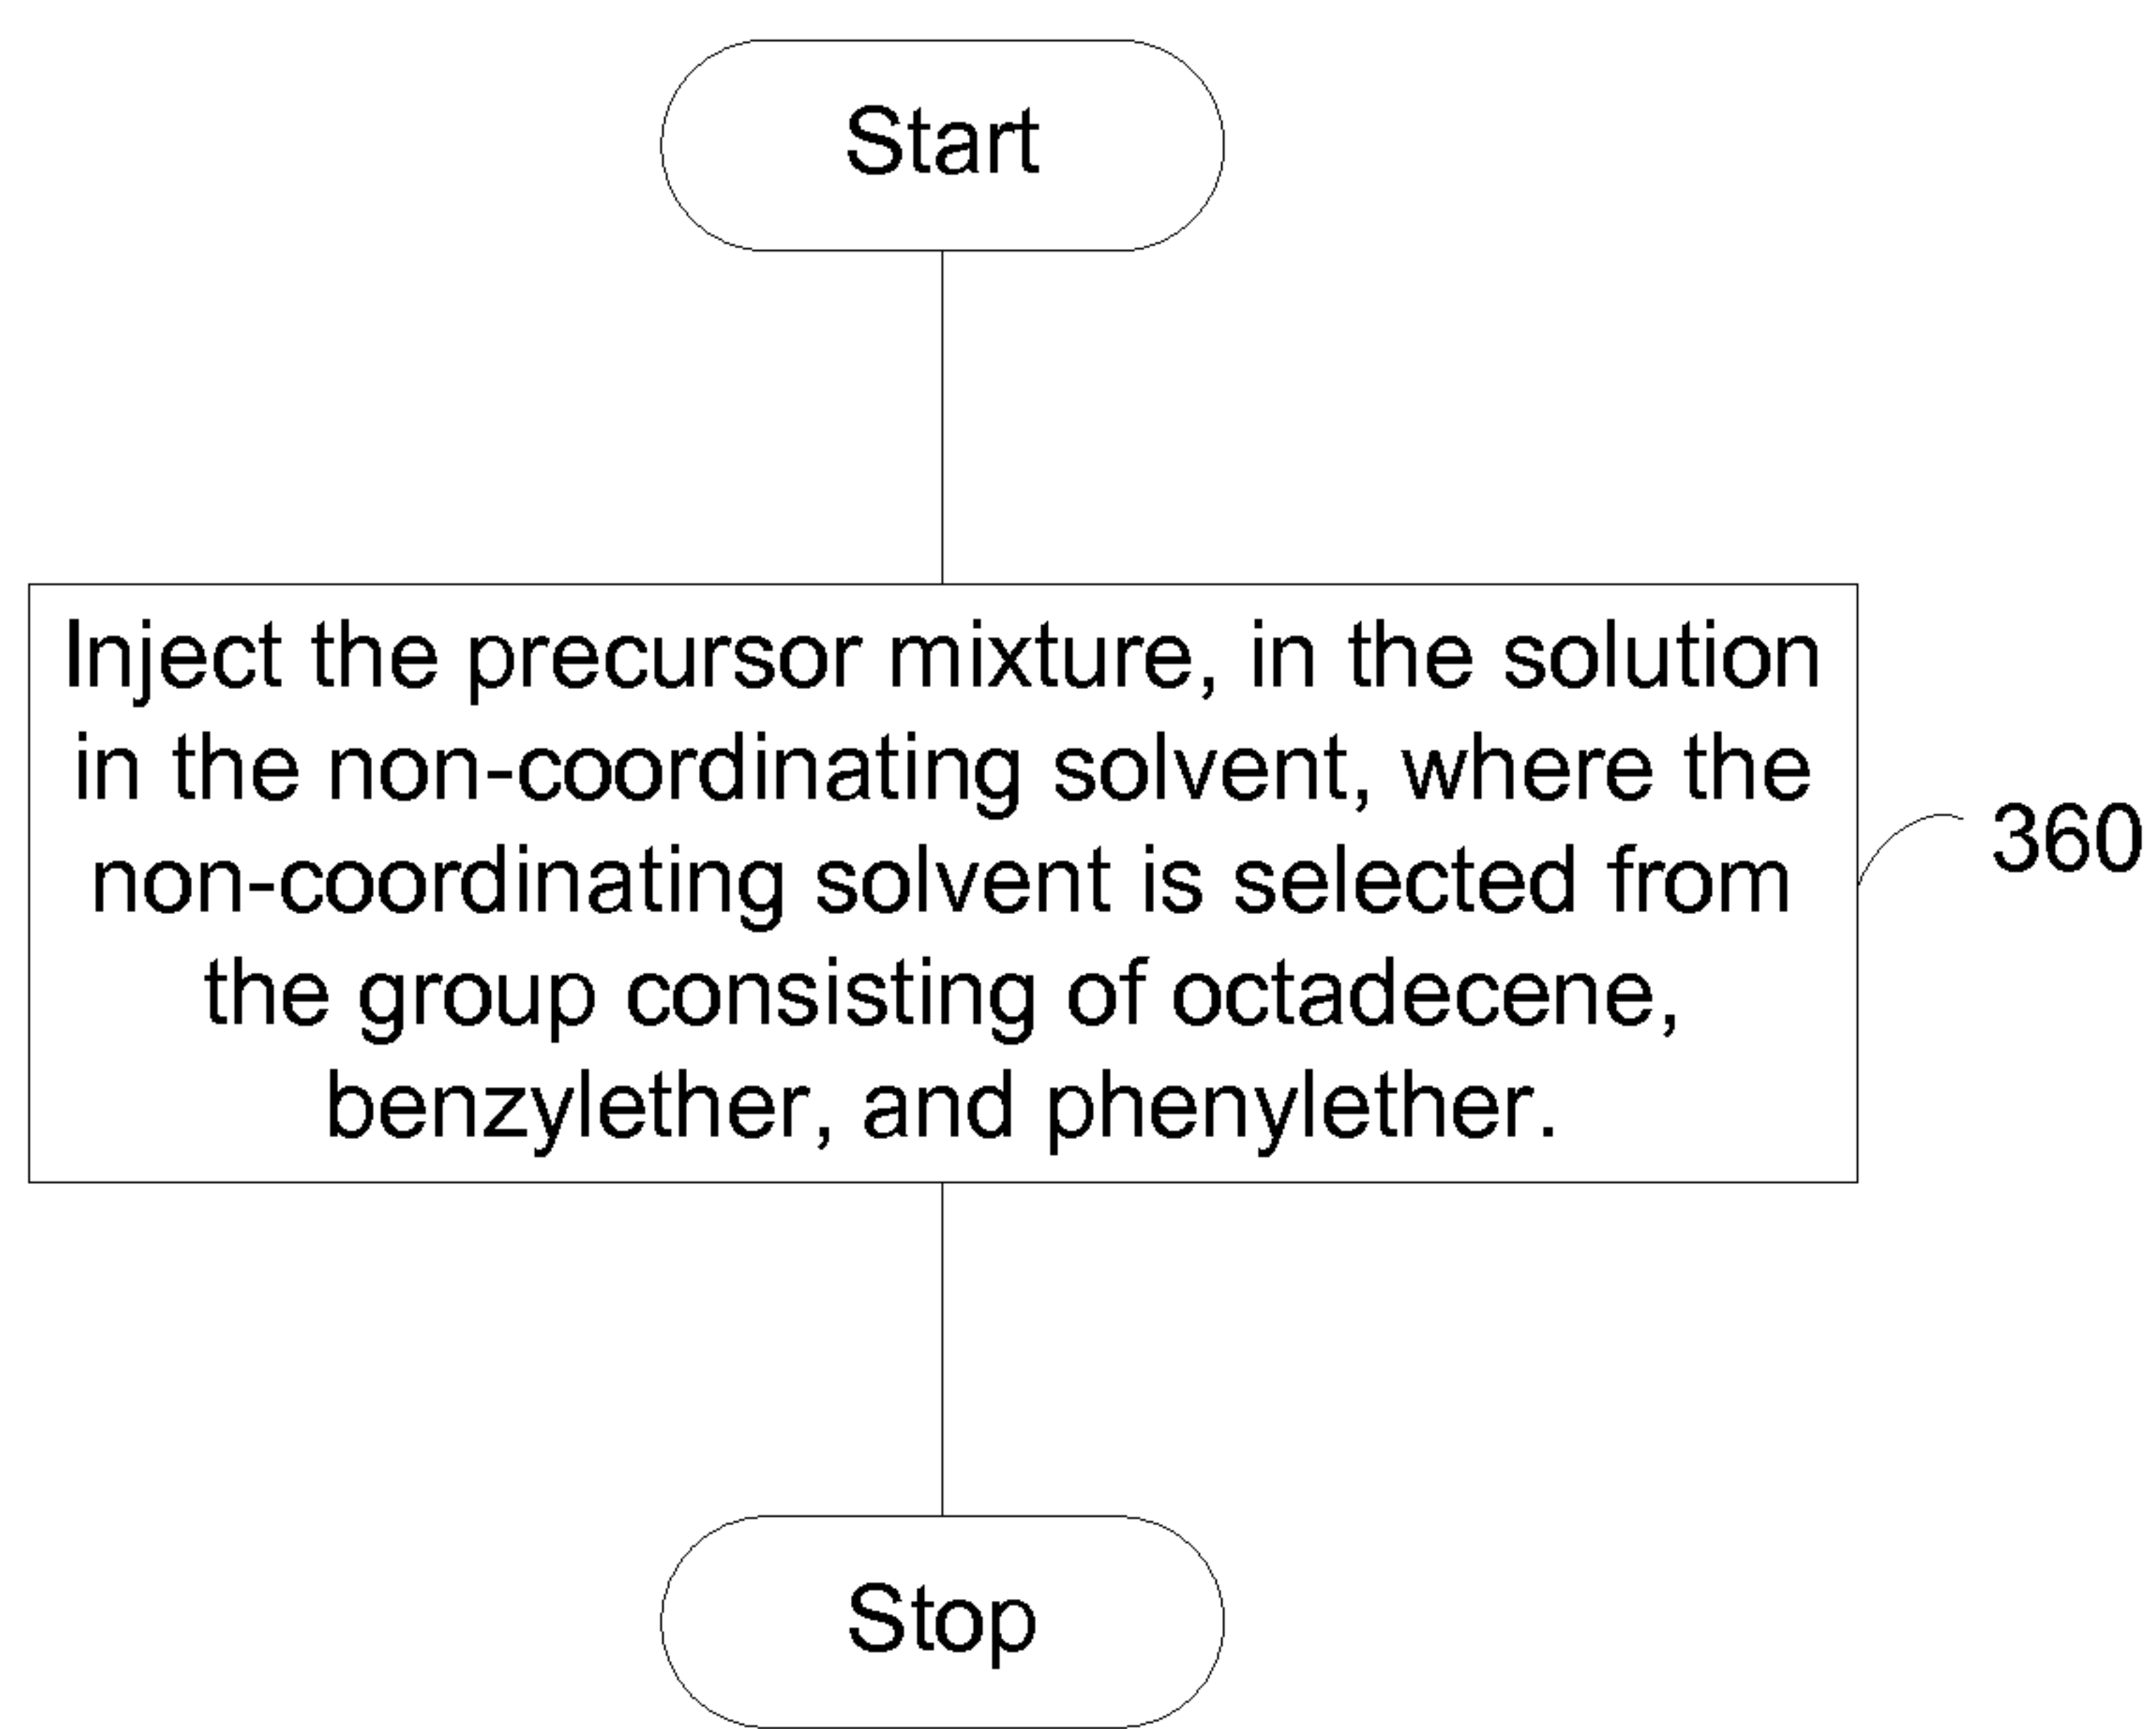 Start
Inject the precursor mixture, in the solution
in the non-coordinating solvent, where the
non-coordinating solvent is selected from
the group consisting of octadecene,
benzylether, and phenylether.
360
Stop